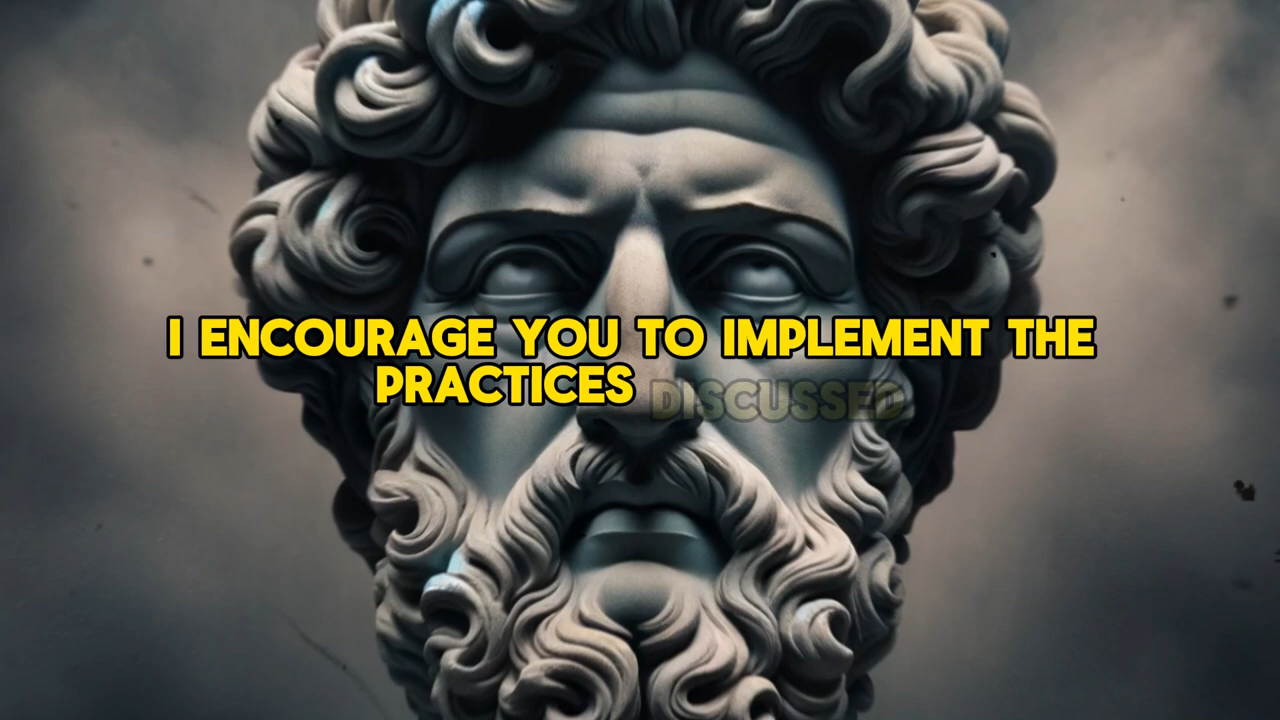 I ENCOURAGE YOU TO IMPLEMENT THE
PRACTICES DISCUSSED